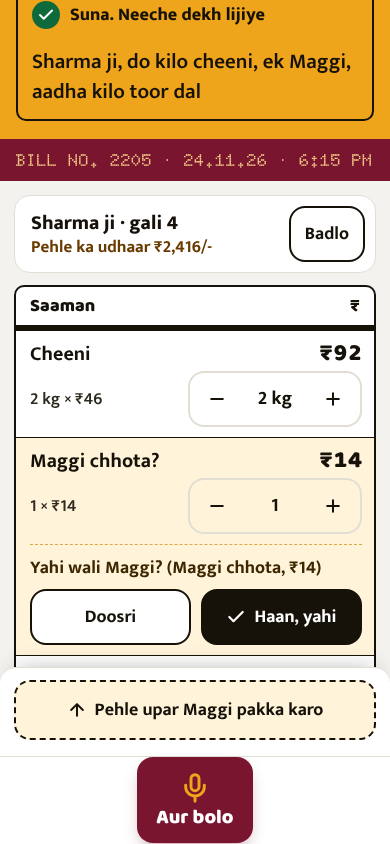 Suna. Neeche dekh lijiye
Sharma ji, do kilo cheeni, ek Maggi,
aadha kilo toor dal
BILL NO. 2205 · 24.11.26 · 6:15 PM
Sharma ji · gali 4
Pehle ka udhaar ₹2,416/-
Badlo
Saaman ₹
Cheeni ₹92
2 kg × ₹46 − 2 kg +
Maggi chhota? ₹14
1 × ₹14 − 1 +
Yahi wali Maggi? (Maggi chhota, ₹14)
Doosri
Haan, yahi
Pehle upar Maggi pakka karo
Aur bolo